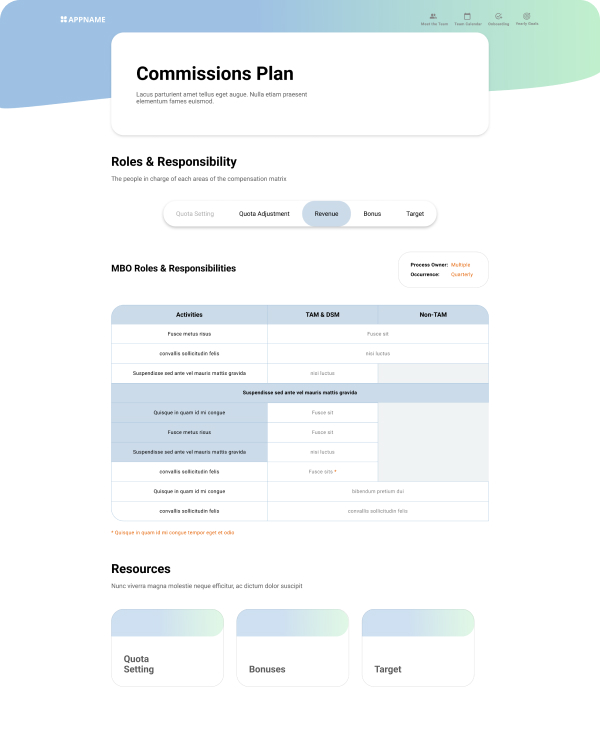 APPNAME
Meet the Team
Team Calendar
Onboarding
Yearly Goals
Commissions Plan
Lacus parturient amet tellus eget augue. Nulla etiam praesent
elementum fames euismod.
Roles & Responsibility
The people in charge of each areas of the compensation matrix
Quota Setting Quota Adjustment Revenue Bonus Target
MBO Roles & Responsibilities
Process Owner: Multiple
Occurrence: Quarterly
Activities TAM & DSM Non-TAM
Fusce metus risus Fusce sit
convallis sollicitudin felis nisi luctus
Suspendisse sed ante vel mauris mattis gravida nisi luctus
Suspendisse sed ante vel mauris mattis gravida
Quisque in quam id mi congue Fusce sit
Fusce metus risus Fusce sit
Suspendisse sed ante vel mauris mattis gravida nisi luctus
convallis sollicitudin felis Fusce sits *
Quisque in quam id mi congue bibendum pretium dui
convallis sollicitudin felis convallis sollicitudin felis
* Quisque in quam id mi congue tempor eget et odio
Resources
Nunc viverra magna molestie neque efficitur, ac dictum dolor suscipit
Quota
Setting
Bonuses
Target